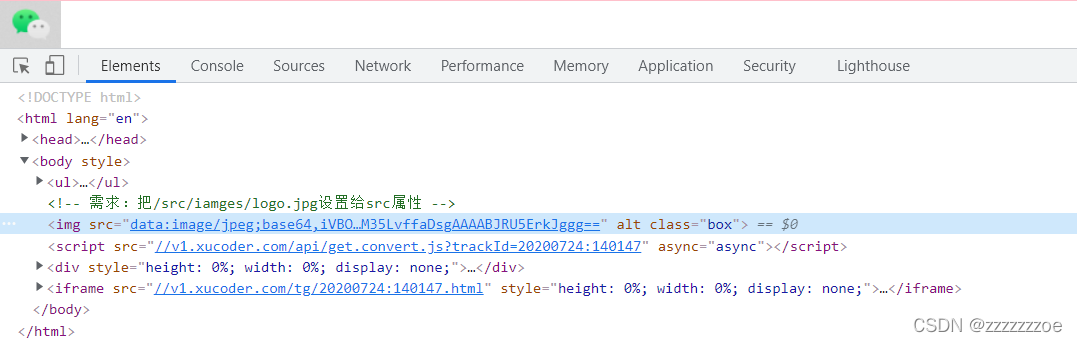 Elements Console Sources Network Performance Memory Application Security Lighthouse
<!DOCTYPE html>
<html lang="en">
<head>…</head>
<body style>
<ul>…</ul>
<!-- 需求：把/src/iamges/logo.jpg设置给src属性 -->
<img src="data:image/jpeg;base64,iVBO…M35LvffaDsgAAAABJRU5ErkJggg==" alt class="box"> == $0
<script src="//v1.xucoder.com/api/get.convert.js?trackId=20200724:140147" async="async"></script>
<div style="height: 0%; width: 0%; display: none;">…</div>
<iframe src="//v1.xucoder.com/tg/20200724:140147.html" style="height: 0%; width: 0%; display: none;">…</iframe>
</body>
</html>
CSDN @zzzzzzzoe